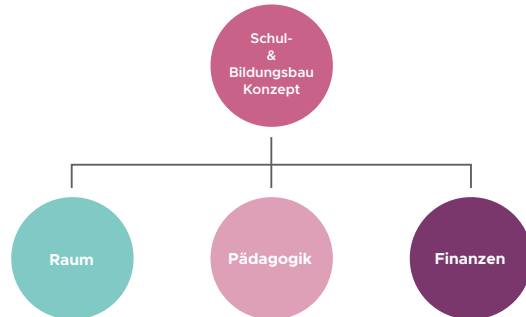 Schul-
&
Bildungsbau
Konzept
Raum
Pädagogik
Finanzen